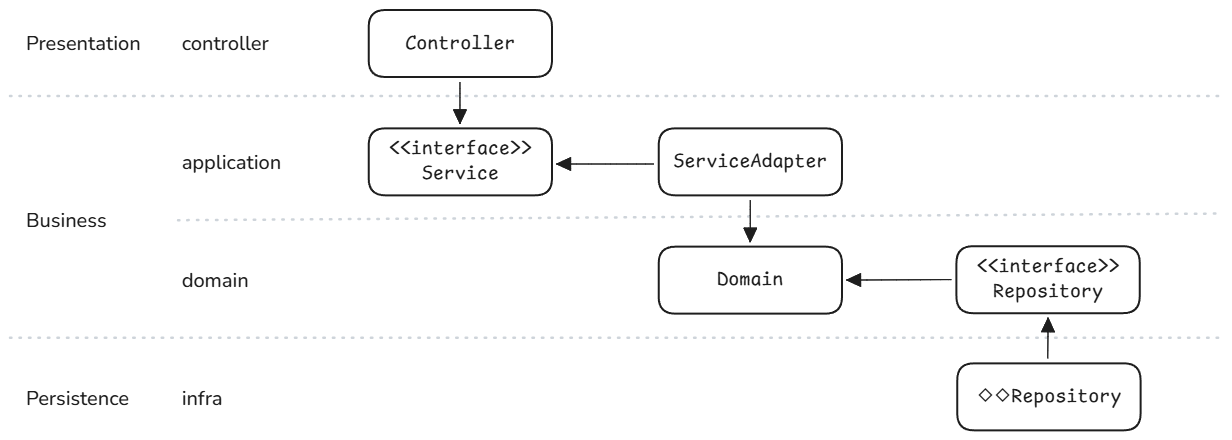 Presentation
controller
Controller
application
<<interface>>
Service
ServiceAdapter
Business
domain
Domain
<<interface>>
Repository
Persistence
infra
◇◇Repository